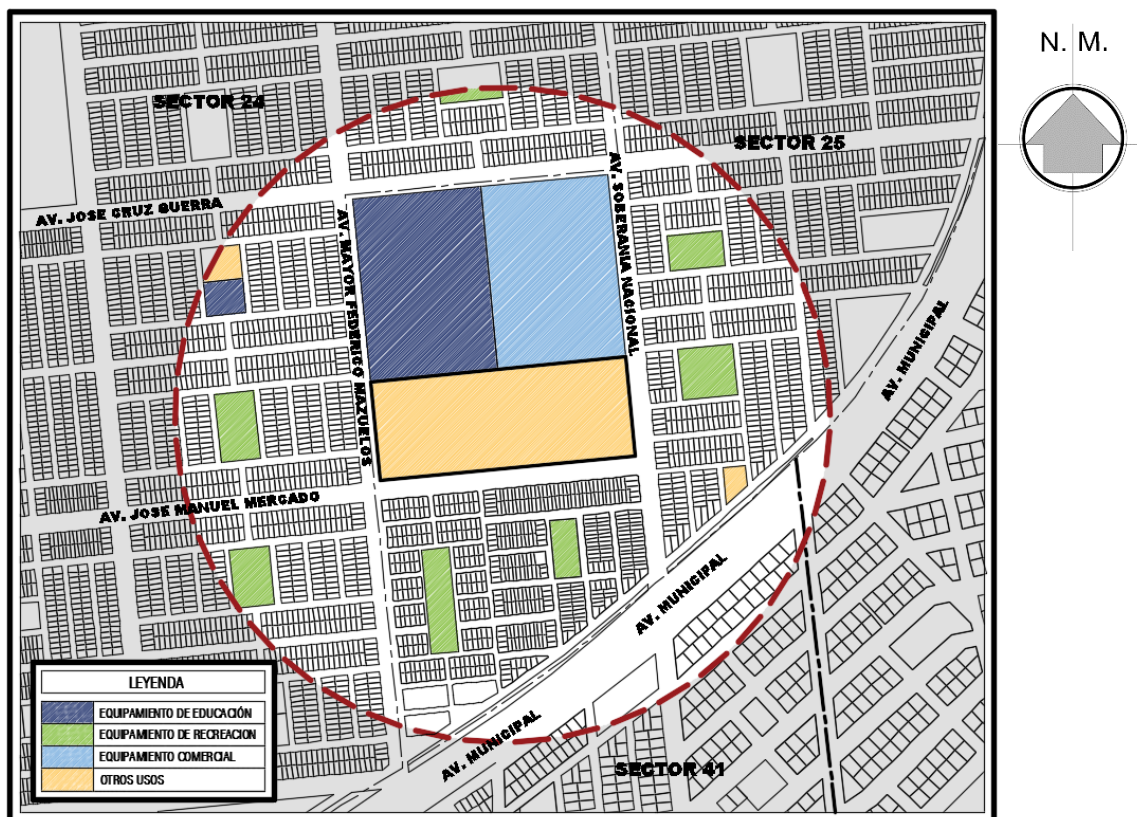 N. M.
SECTOR 24
SECTOR 25
AV. JOSE CRUZ GUERRA
AV. MAYOR FEDERICO MAZUELOS
AV. SOBERANIA NACIONAL
AV. MUNICIPAL
AV. JOSE MANUEL MERCADO
AV. MUNICIPAL
AV. MUNICIPAL
SECTOR 41
LEYENDA
EQUIPAMIENTO DE EDUCACIÓN
EQUIPAMIENTO DE RECREACION
EQUIPAMIENTO COMERCIAL
OTROS USOS